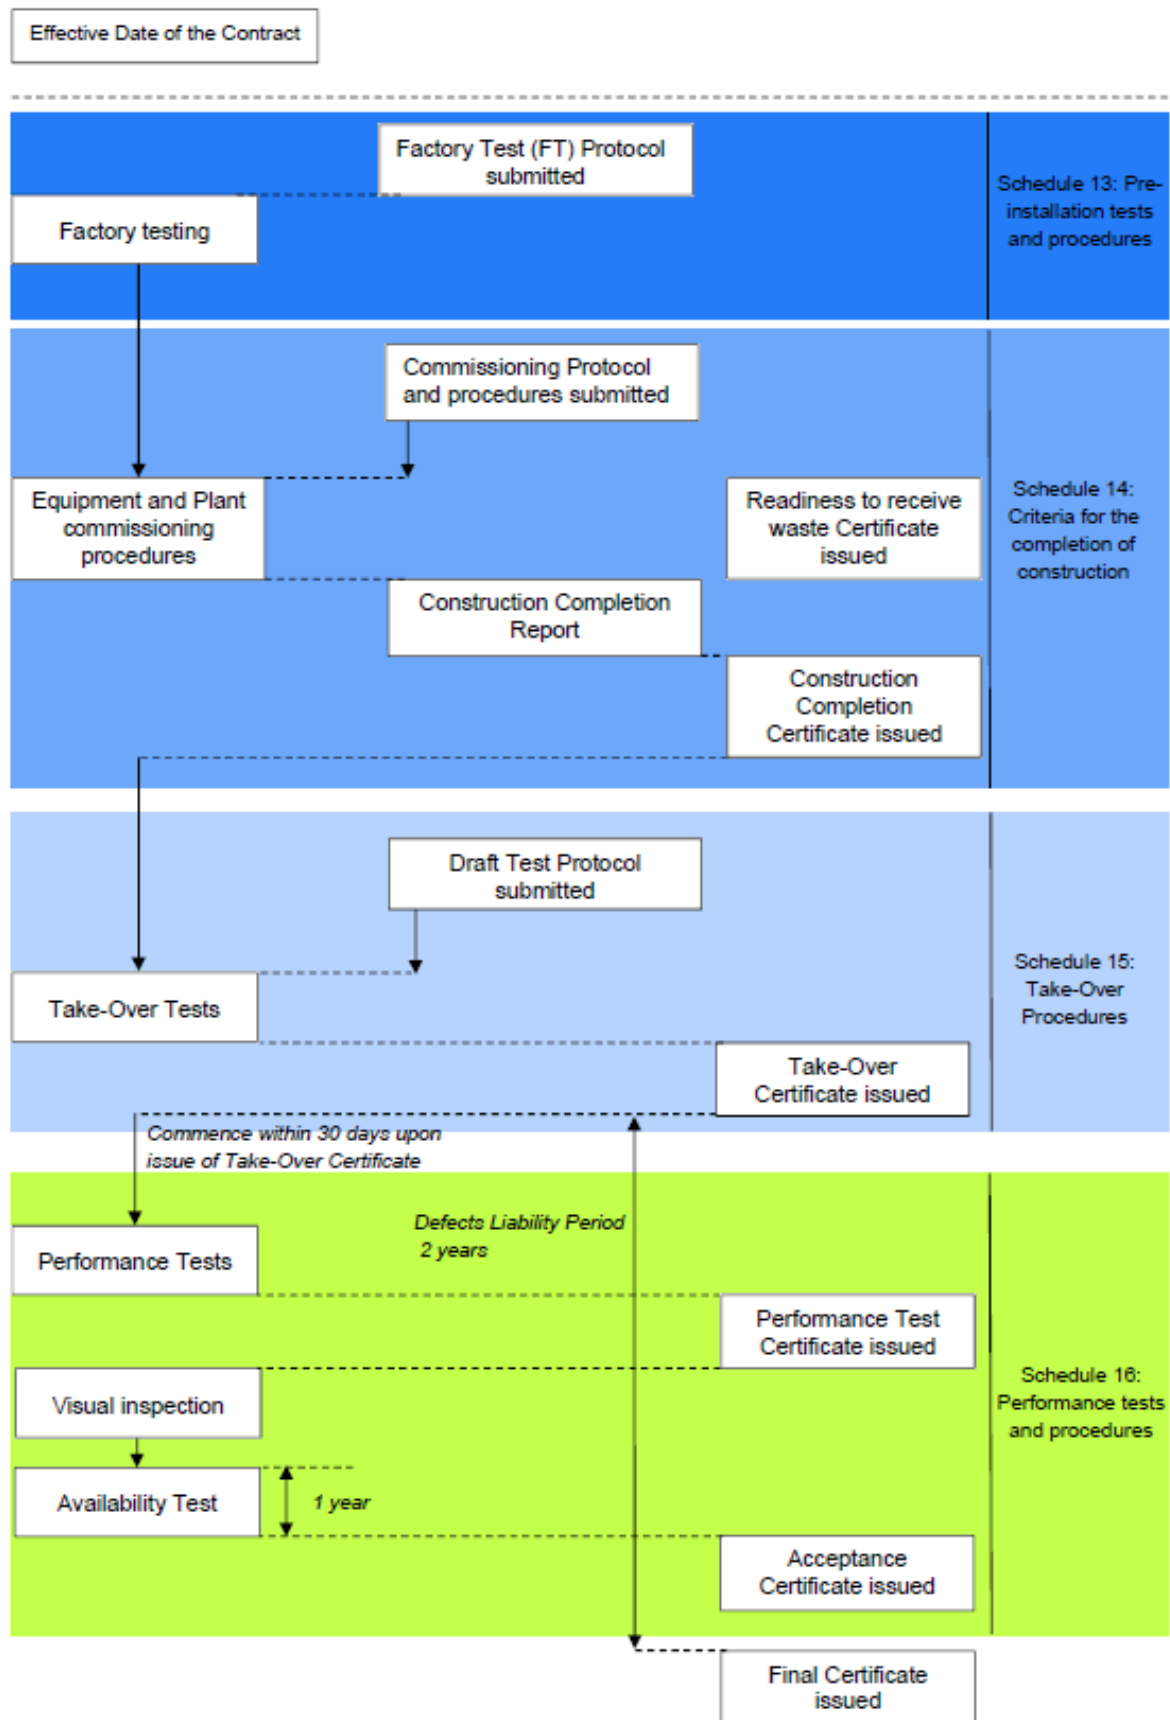 Effective Date of the Contract
Factory Test (FT) Protocol
submitted
Schedule 13: Pre-
installation tests
and procedures
Factory testing
Commissioning Protocol
and procedures submitted
Equipment and Plant
commissioning
procedures
Readiness to receive
waste Certificate
issued
Schedule 14:
Criteria for the
completion of
construction
Construction Completion
Report
Construction
Completion
Certificate issued
Draft Test Protocol
submitted
Schedule 15:
Take-Over
Procedures
Take-Over Tests
Take-Over
Certificate issued
Commence within 30 days upon
issue of Take-Over Certificate
Defects Liability Period
2 years
Performance Tests
Performance Test
Certificate issued
Visual inspection
Schedule 16:
Performance tests
and procedures
Availability Test
1 year
Acceptance
Certificate issued
Final Certificate
issued